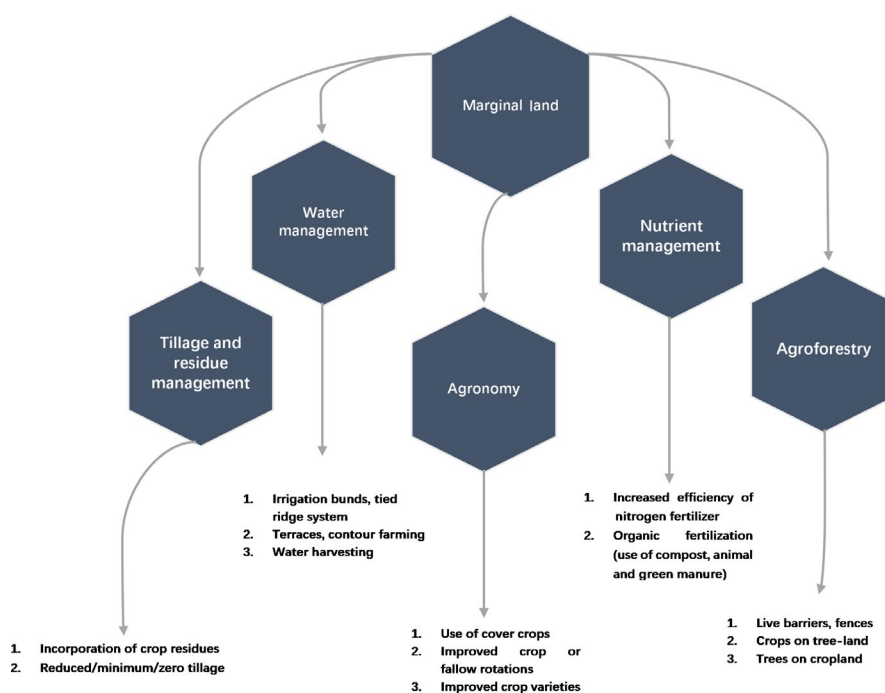 Marginal land
Water
management
Nutrient
management
Tillage and
residue
management
Agronomy
Agroforestry
1. Irrigation bunds, tied
ridge system
2. Terraces, contour farming
3. Water harvesting
1. Increased efficiency of
nitrogen fertilizer
2. Organic fertilization
(use of compost, animal
and green manure)
1. Incorporation of crop residues
2. Reduced/minimum/zero tillage
1. Use of cover crops
2. Improved crop or
fallow rotations
3. Improved crop varieties
1. Live barriers, fences
2. Crops on tree-land
3. Trees on cropland